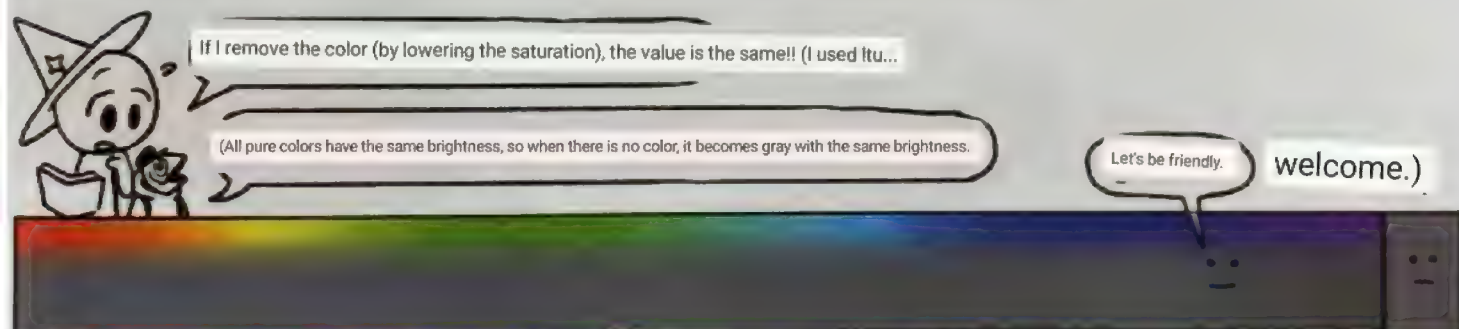 If I remove the color (by lowering the saturation), the value is the same!! (I used Itu...
(All pure colors have the same brightness, so when there is no color, it becomes gray with the same brightness.
Let's be friendly.
welcome.)